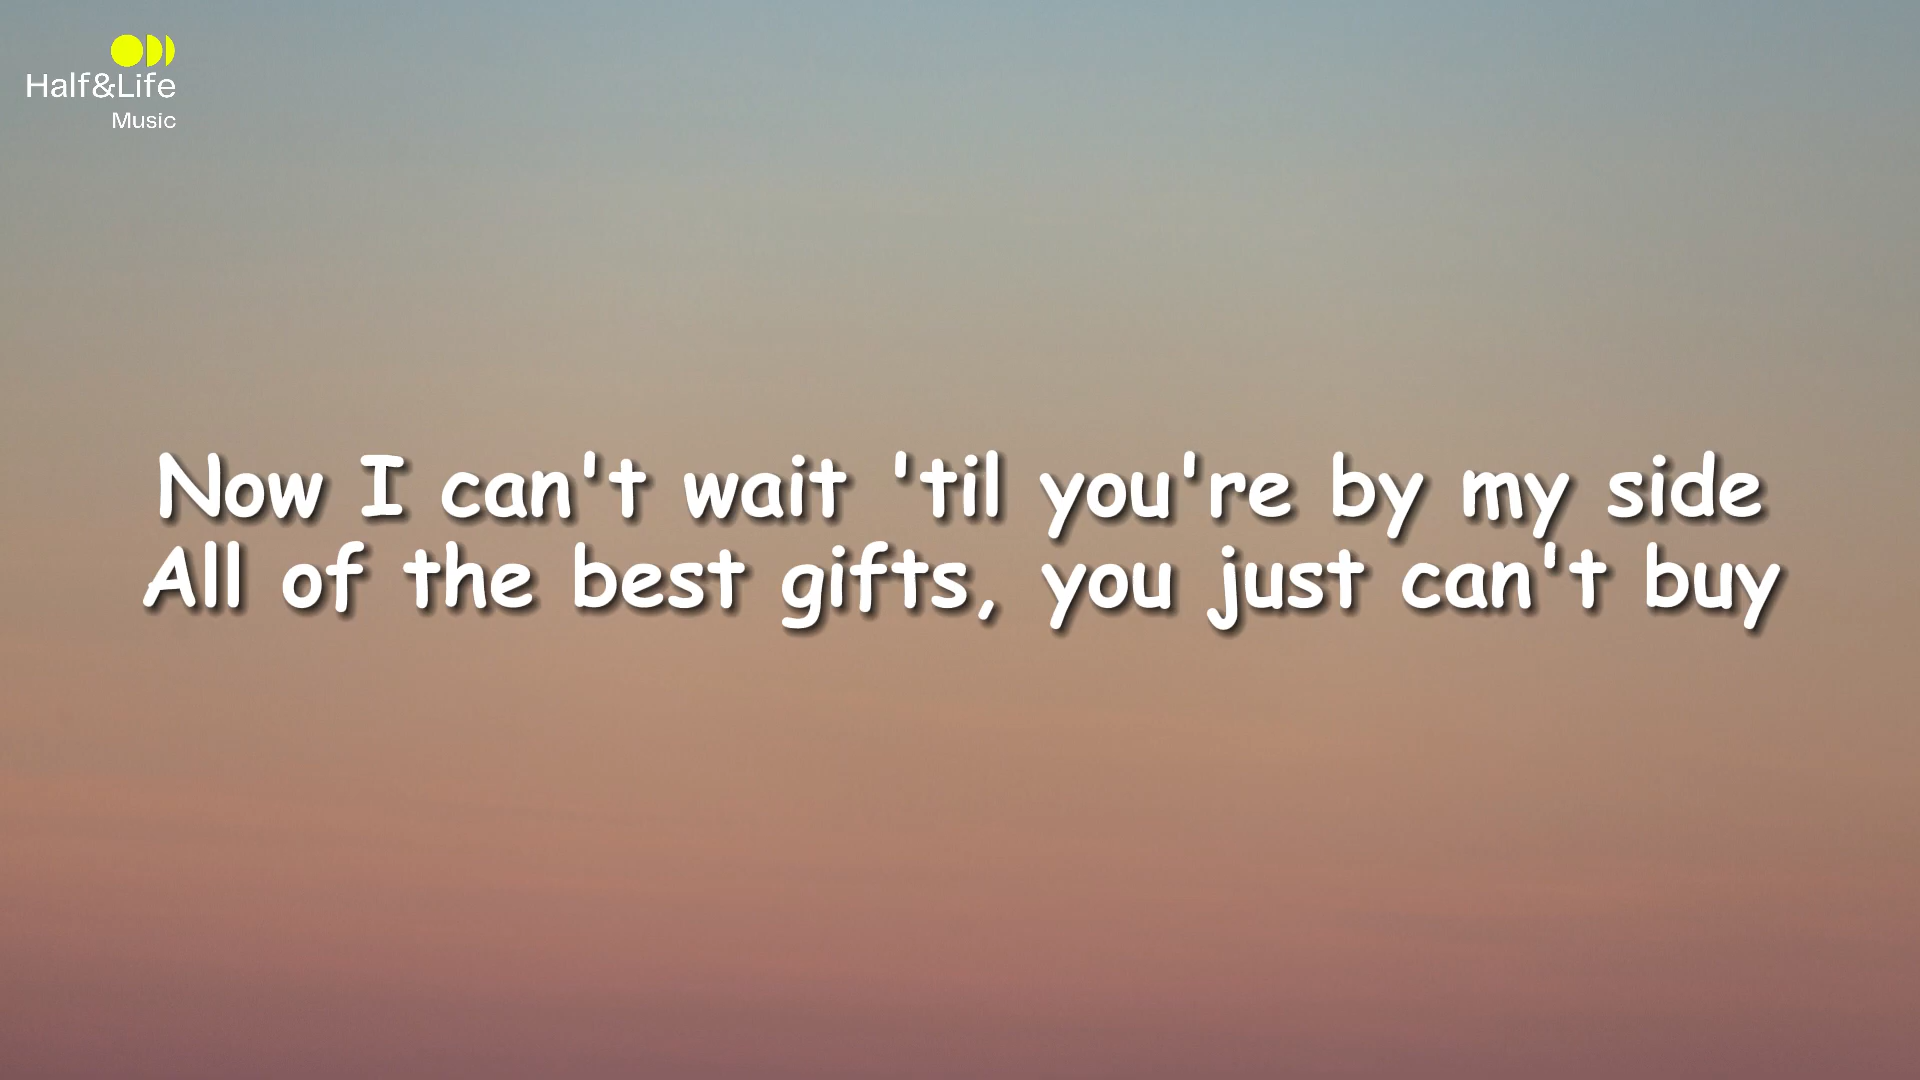 Half&Life
Music
Now I can't wait 'til you're by my side
All of the best gifts, you just can't buy